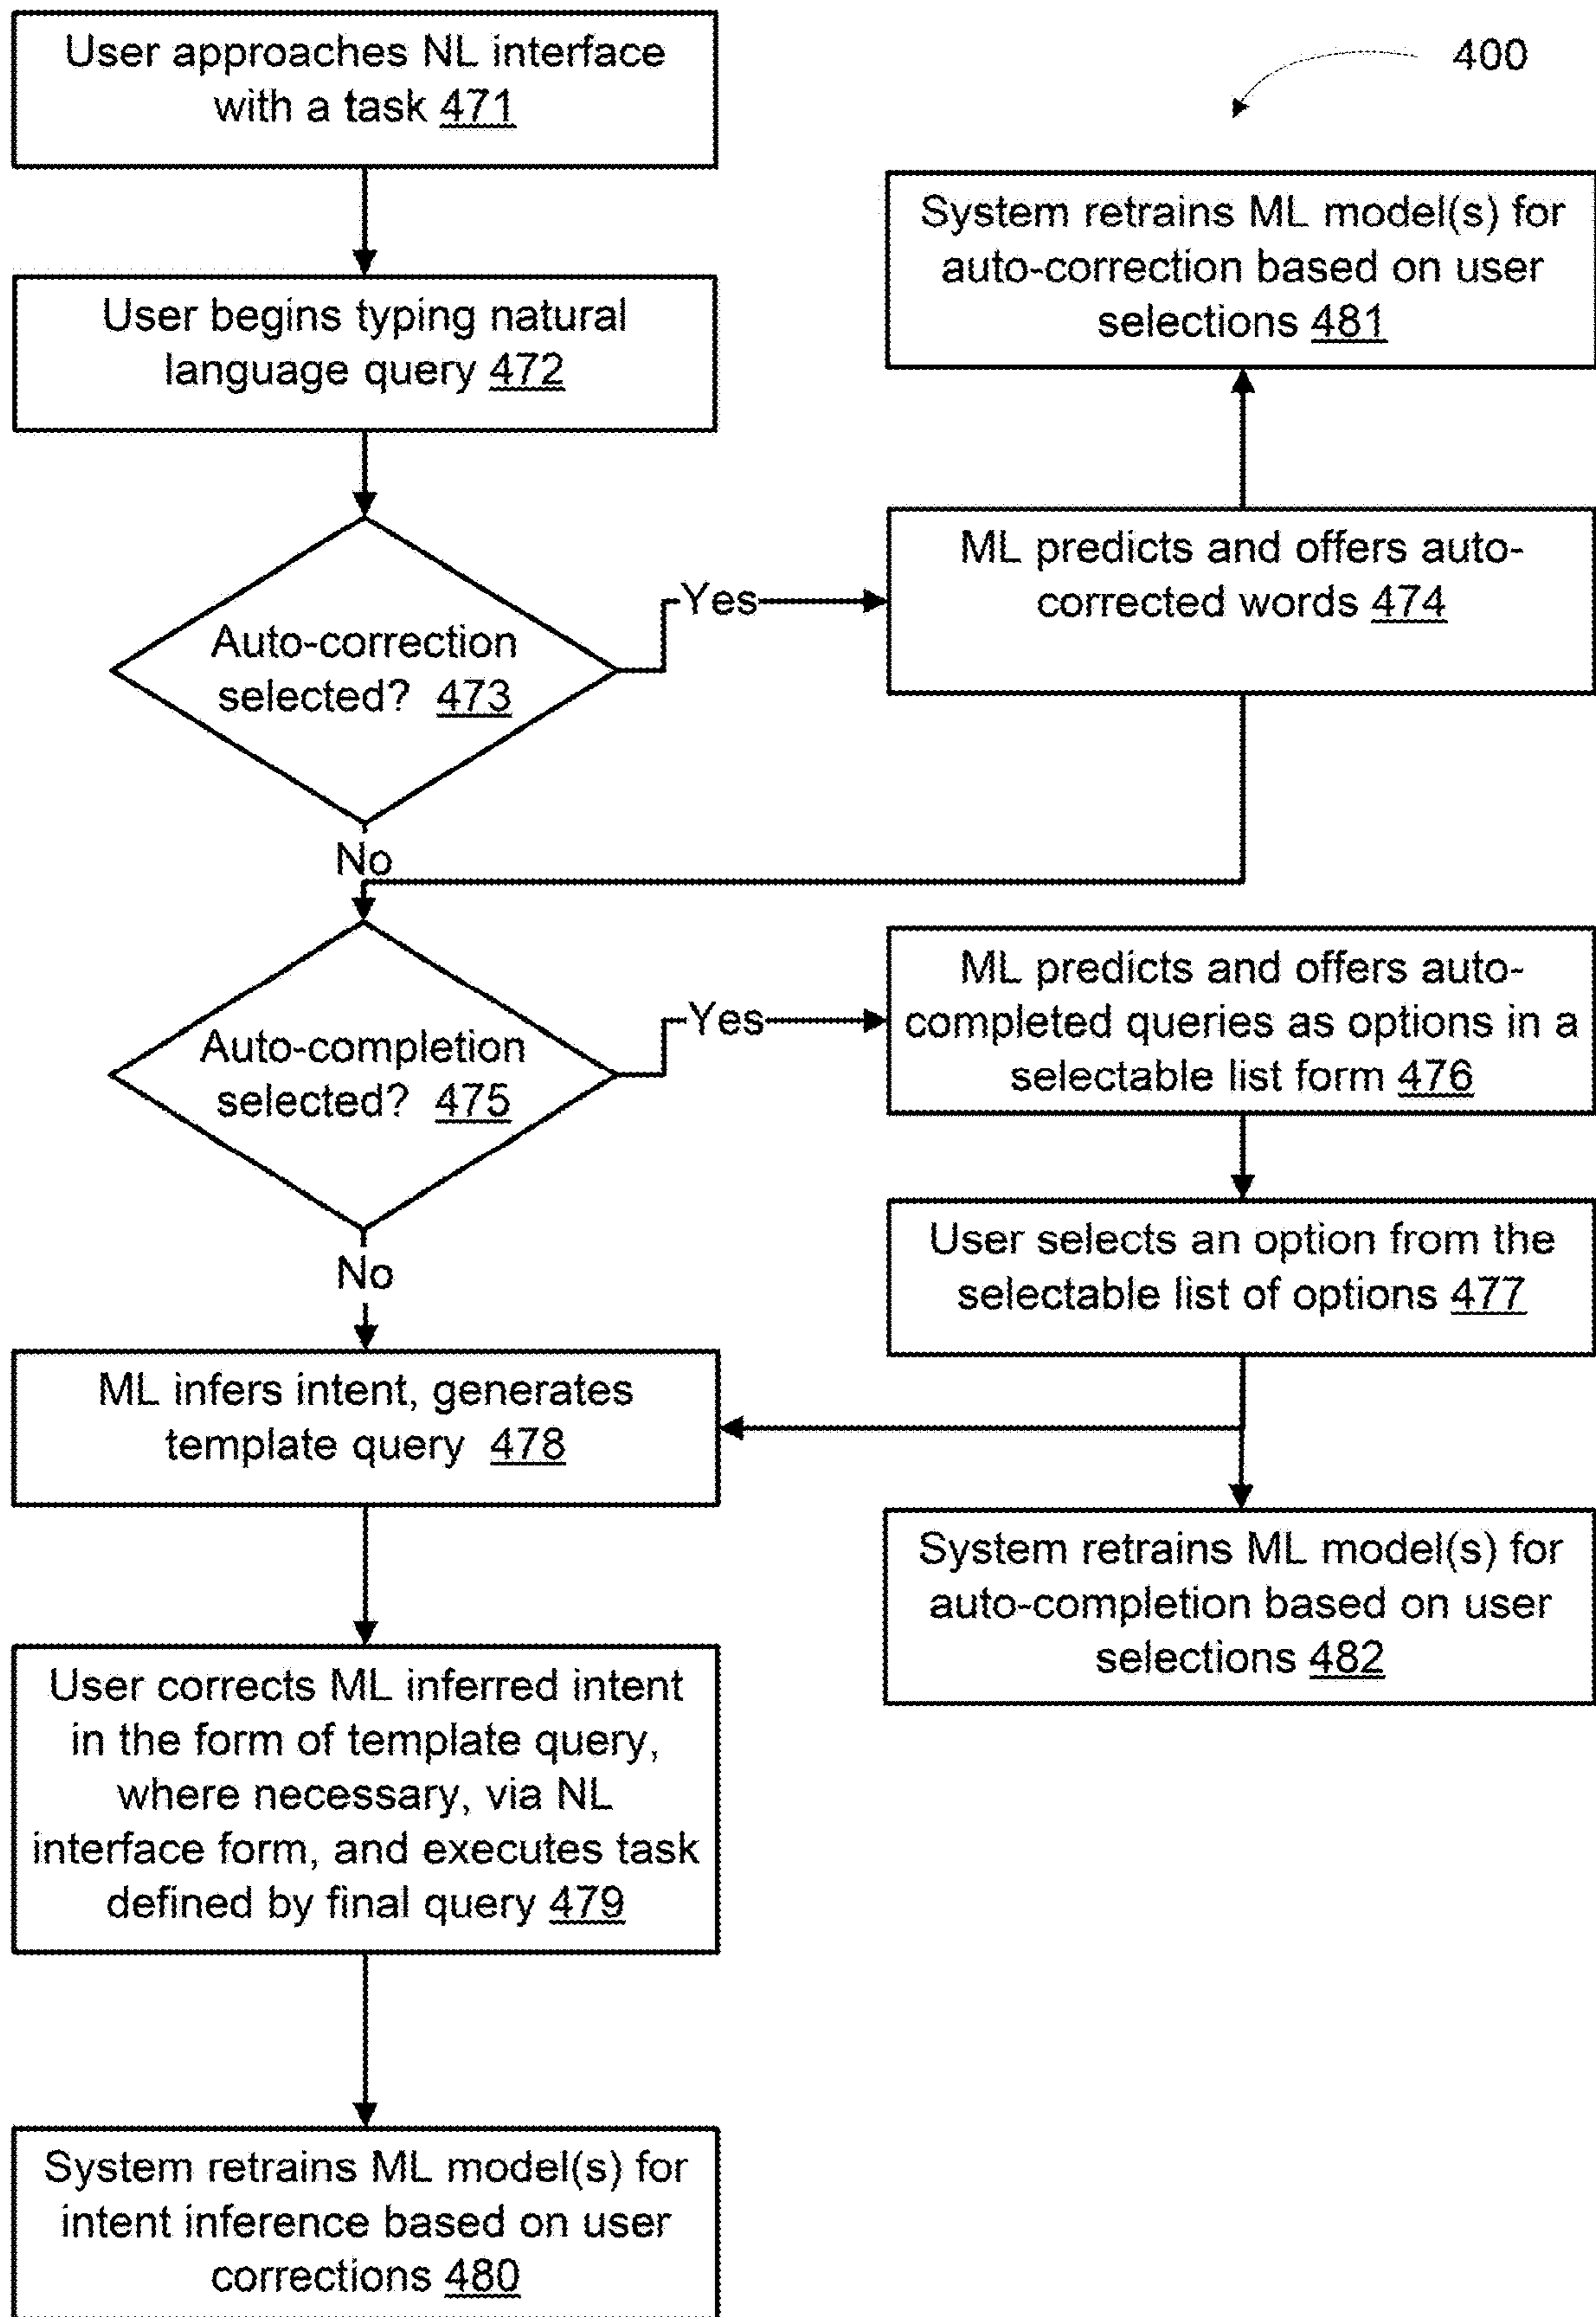 User approaches NL interface
with a task 471
400
System retrains ML model(s) for
auto-correction based on user
selections 481
User begins typing natural
language query 472
ML predicts and offers auto-
corrected words 474
Yes
Auto-correction
selected? 473
No
ML predicts and offers auto-
completed queries as options in a
selectable list form 476
Yes
Auto-completion
selected? 475
User selects an option from the
selectable list of options 477
No
ML infers intent, generates
template query 478
System retrains ML model(s) for
auto-completion based on user
selections 482
User corrects ML inferred intent
in the form of template query,
where necessary, via NL
interface form, and executes task
defined by final query 479
System retrains ML model(s) for
intent inference based on user
corrections 480